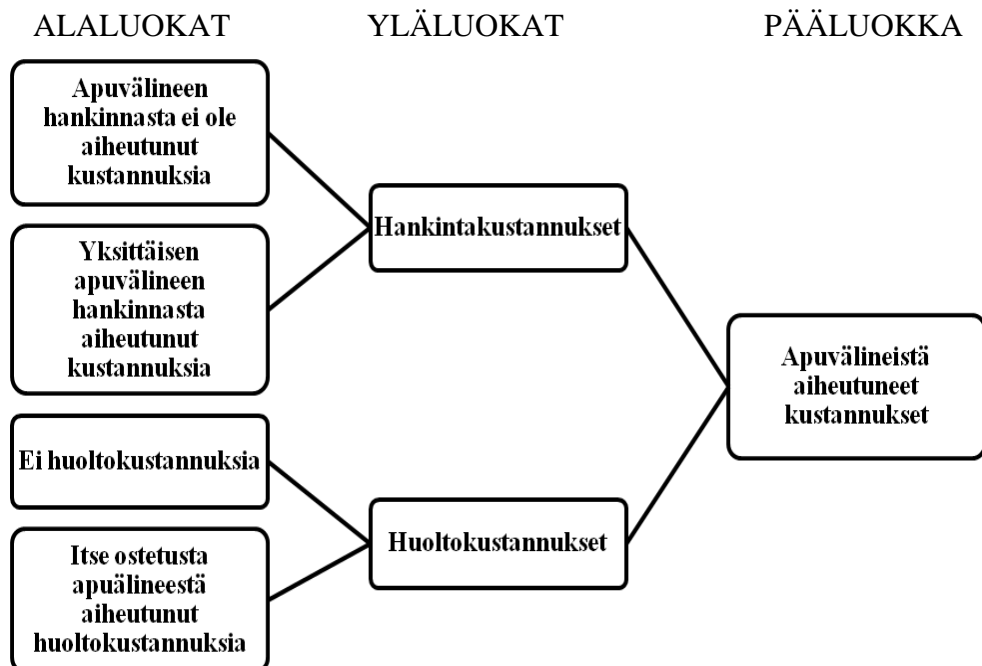 ALALUOKAT YLÄLUOKAT PÄÄLUOKKA
Apuvälineen
hankinnasta ei ole
aiheutunut
kustannuksia
Yksittäisen
apuvälineen
hankinnasta
aiheutunut
kustannuksia
Ei huoltokustannuksia
Itse ostetusta
apuälineestä
aiheutunut
huoltokustannuksia
Hankintakustannukset
Huoltokustannukset
Apuvälineistä
aiheutuneet
kustannukset